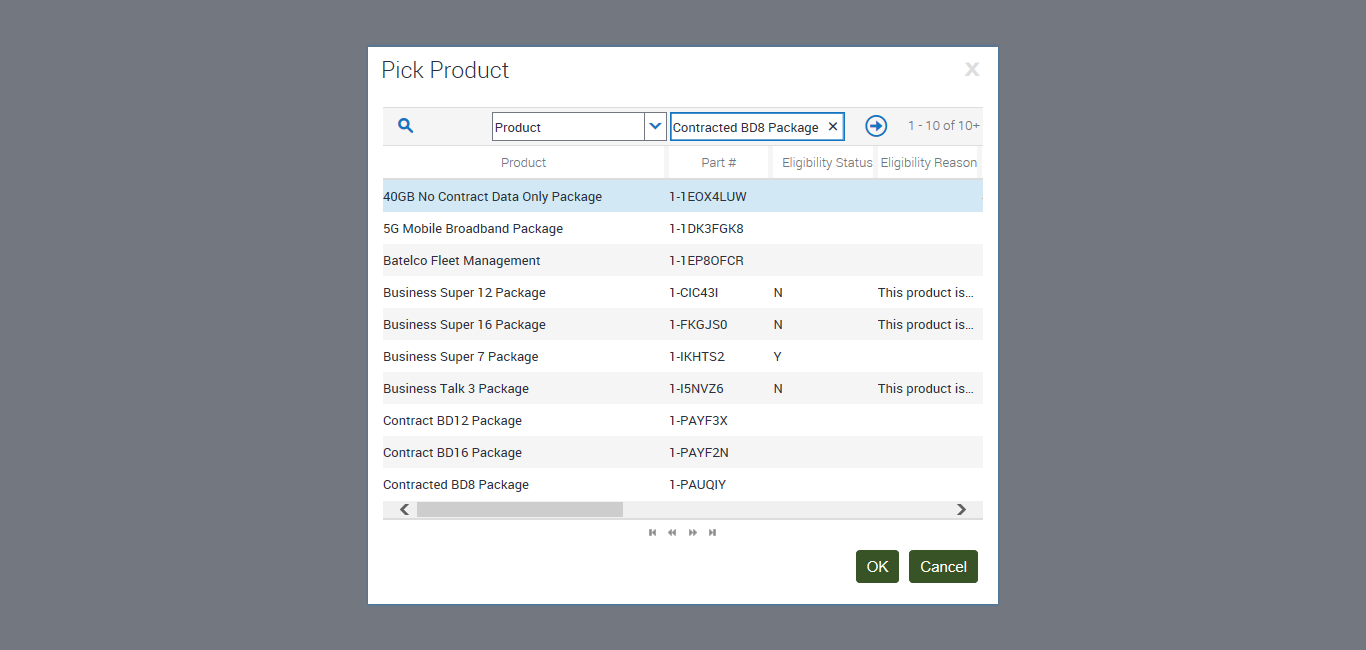 Pick Product X
Product Contracted BD8 Package × 1 - 10 of 10+
Product Part # Eligibility Status Eligibility Reason
40GB No Contract Data Only Package 1-1EOX4LUW
5G Mobile Broadband Package 1-1DK3FGK8
Batelco Fleet Management 1-1EP8OFCR
Business Super 12 Package 1-CIC43I N This product is...
Business Super 16 Package 1-FKGJS0 N This product is...
Business Super 7 Package 1-IKHTS2 Y
Business Talk 3 Package 1-I5NVZ6 N This product is...
Contract BD12 Package 1-PAYF3X
Contract BD16 Package 1-PAYF2N
Contracted BD8 Package 1-PAUQIY
OK Cancel